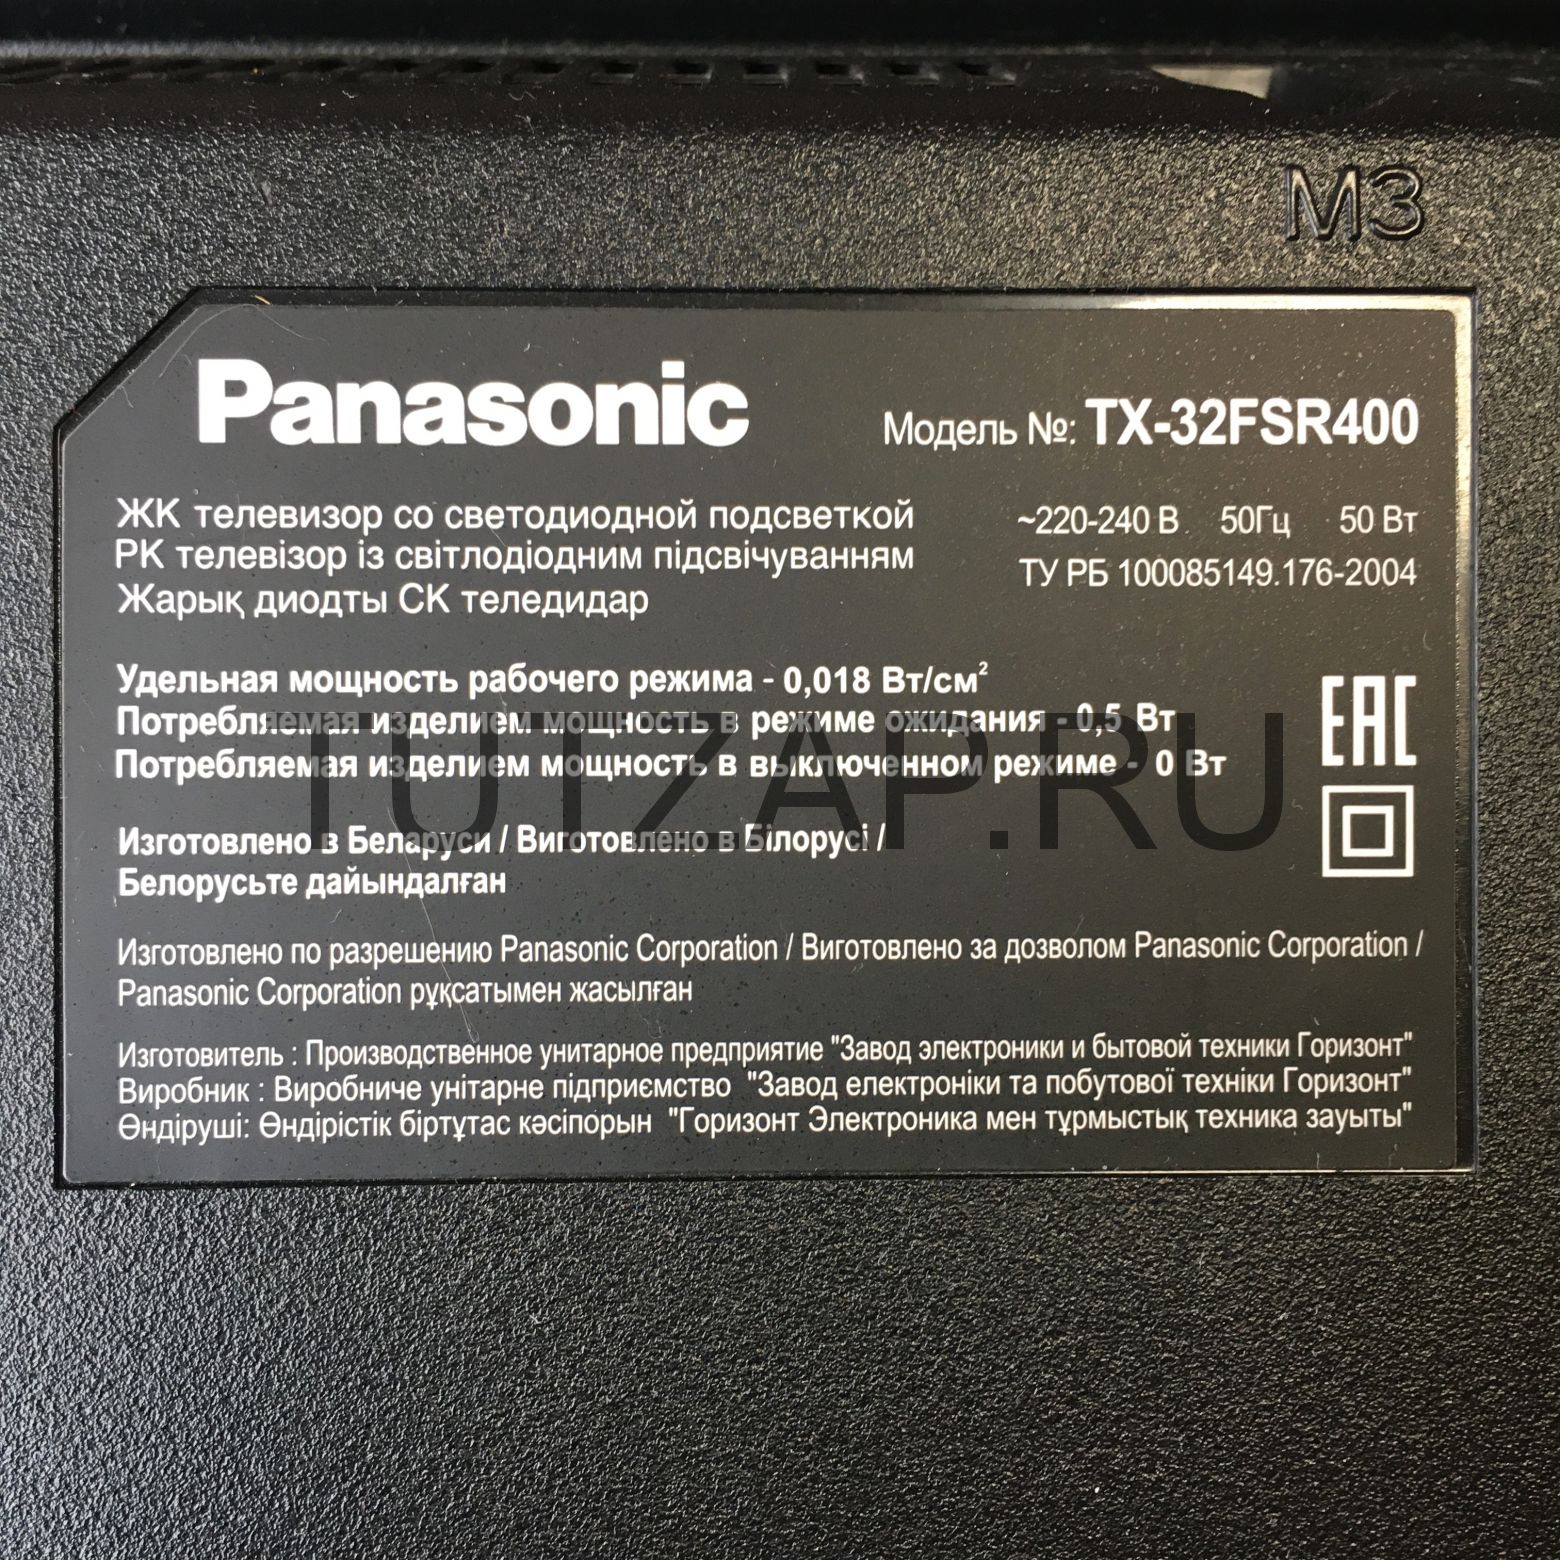 M3
Panasonic
Модель №: TX-32FSR400
ЖК телевизор со светодиодной подсветкой
РК телевізор із світлодіодним підсвічуванням
Жарық диодты СК теледидар
~220-240 В 50Гц 50 Вт
ТУ РБ 100085149.176-2004
Удельная мощность рабочего режима - 0,018 Вт/см²
Потребляемая изделием мощность в режиме ожидания - 0,5 Вт
Потребляемая изделием мощность в выключенном режиме - 0 Вт
EAC
TUTZAP.RU
Изготовлено в Беларуси / Виготовлено в Білорусі /
Белорусьте дайындалған
Изготовлено по разрешению Panasonic Corporation / Виготовлено за дозволом Panasonic Corporation /
Panasonic Corporation рұқсатымен жасылған
Изготовитель : Производственное унитарное предприятие "Завод электроники и бытовой техники Горизонт"
Виробник : Виробниче унітарне підприємство "Завод електроніки та побутової техніки Горизонт"
Өндіруші: Өндірістік біртұтас кәсіпорын "Горизонт Электроника мен тұрмыстық техника зауыты"